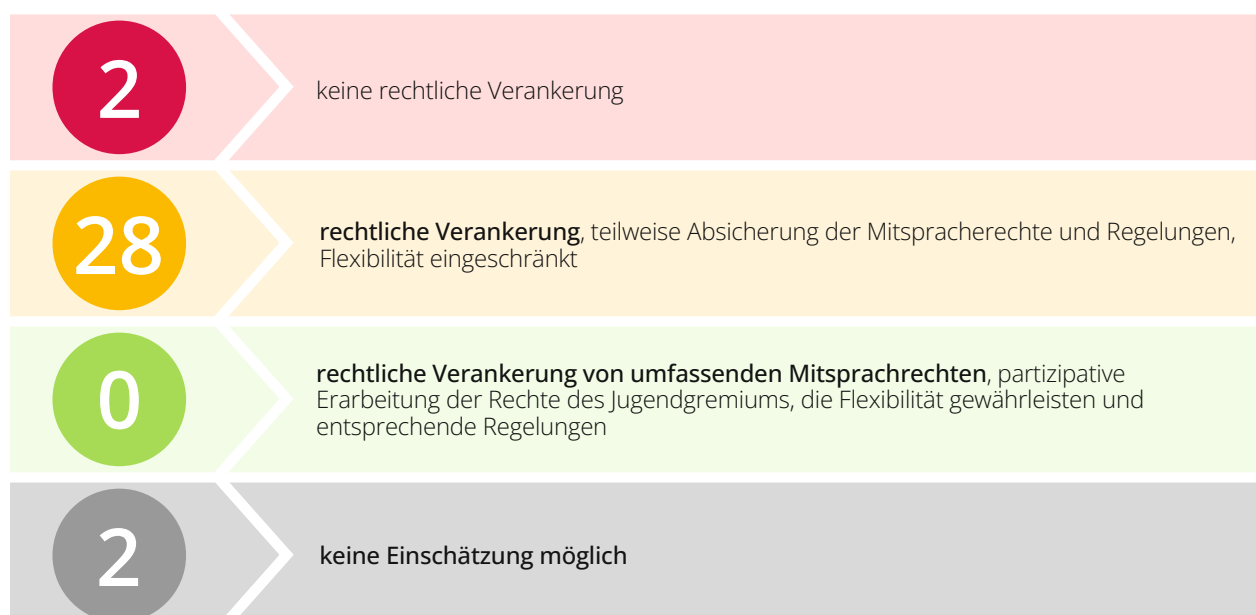 2
keine rechtliche Verankerung
28
rechtliche Verankerung, teilweise Absicherung der Mitspracherechte und Regelungen,
Flexibilität eingeschränkt
0
rechtliche Verankerung von umfassenden Mitsprachrechten, partizipative
Erarbeitung der Rechte des Jugendgremiums, die Flexibilität gewährleisten und
entsprechende Regelungen
2
keine Einschätzung möglich